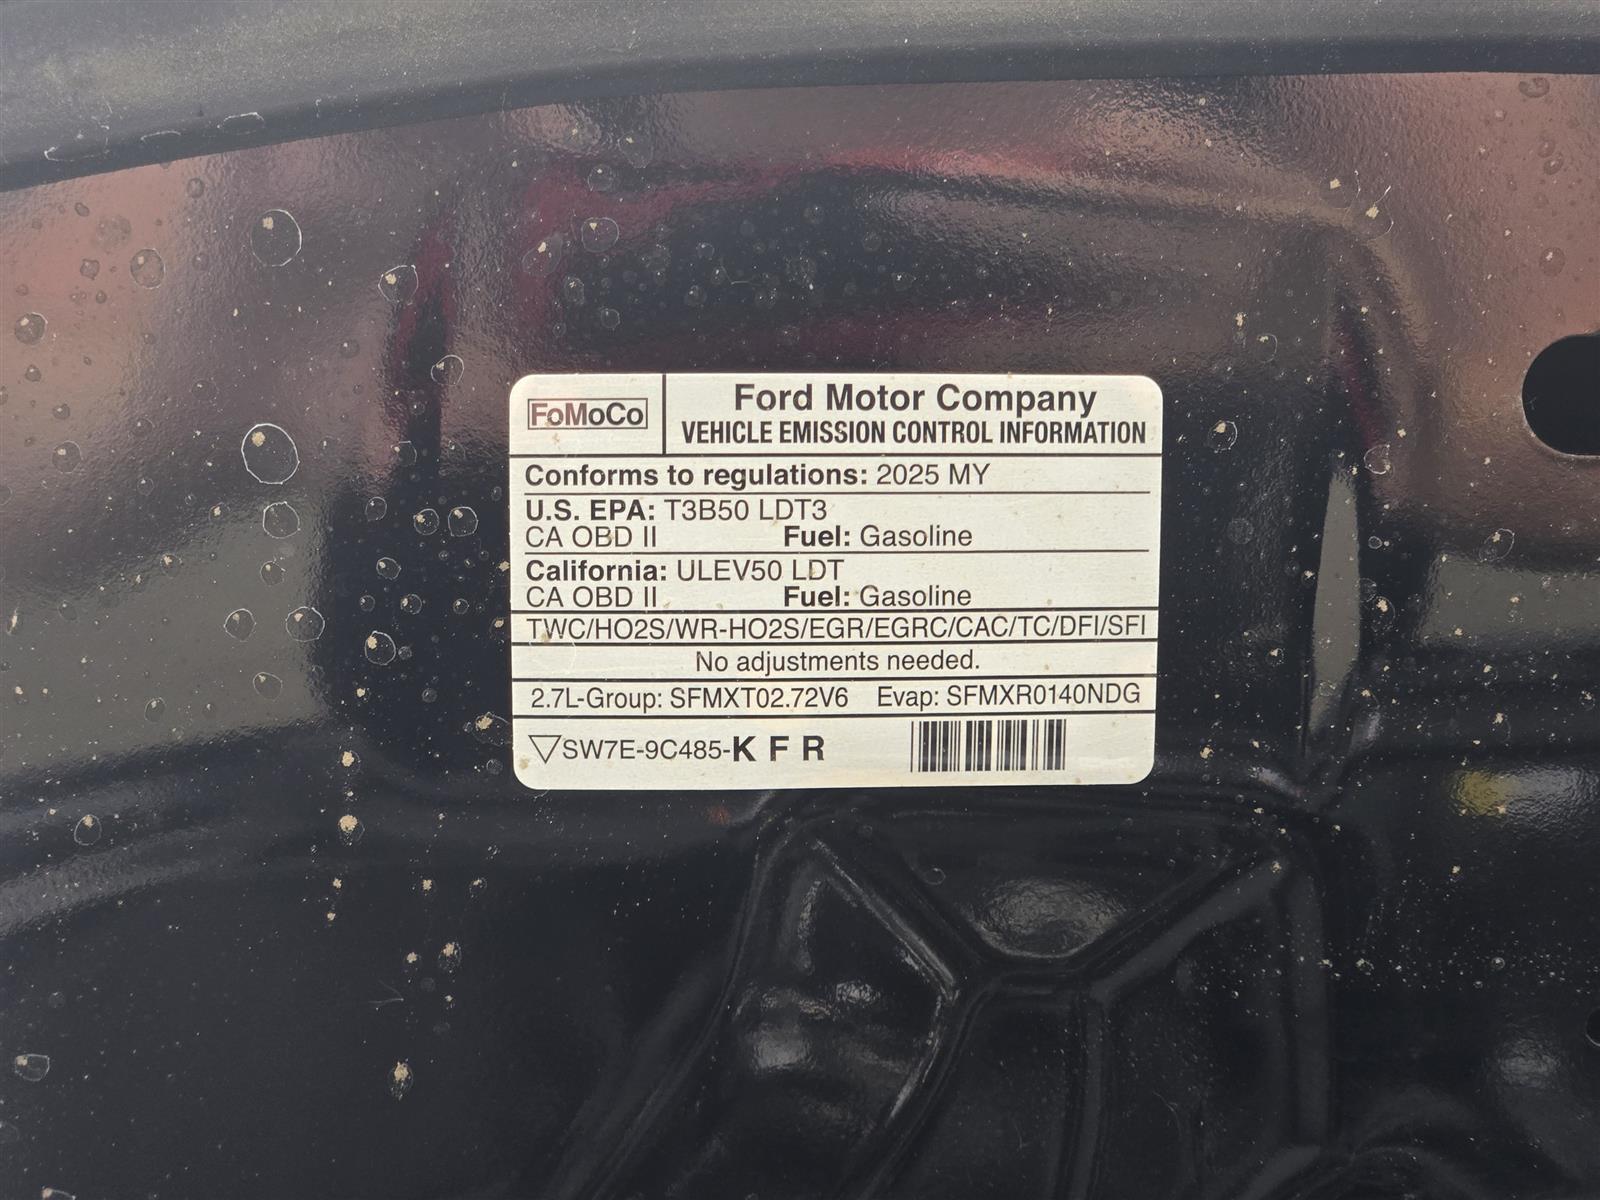 FoMoCo
Ford Motor Company
VEHICLE EMISSION CONTROL INFORMATION
Conforms to regulations: 2025 MY
U.S. EPA: T3B50 LDT3
CA OBD II Fuel: Gasoline
California: ULEV50 LDT
CA OBD II Fuel: Gasoline
TWC/HO2S/WR-HO2S/EGR/EGRC/CAC/TC/DFI/SFI
No adjustments needed.
2.7L-Group: SFMXT02.72V6 Evap: SFMXR0140NDG
▽SW7E-9C485-K F R